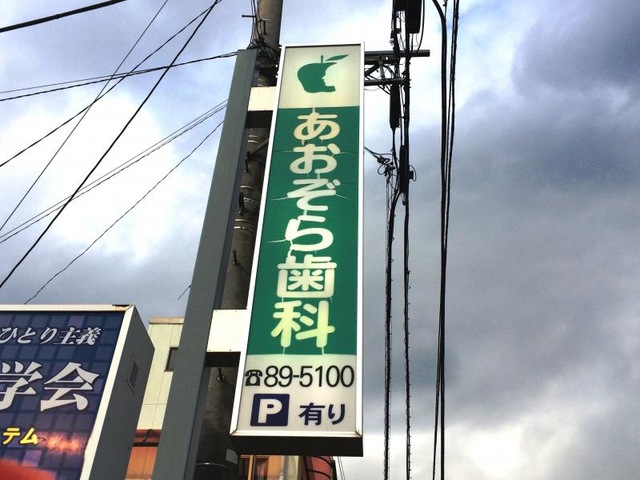 あおぞら歯科
☎89-5100
P 有り
ひとり主義
学会
テム